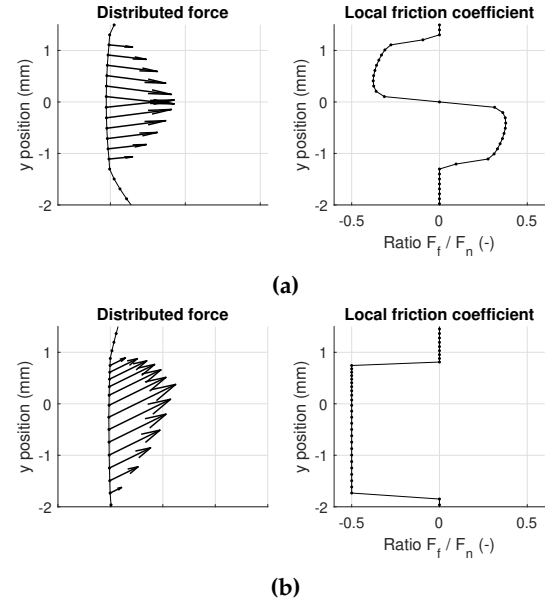 Distributed force
Local friction coefficient
y position (mm)
1
0
-1
-2
y position (mm)
1
0
-1
-2
-0.5
0
0.5
Ratio F_f / F_n (-)
(a)
Distributed force
Local friction coefficient
y position (mm)
1
0
-1
-2
y position (mm)
1
0
-1
-2
-0.5
0
0.5
Ratio F_f / F_n (-)
(b)